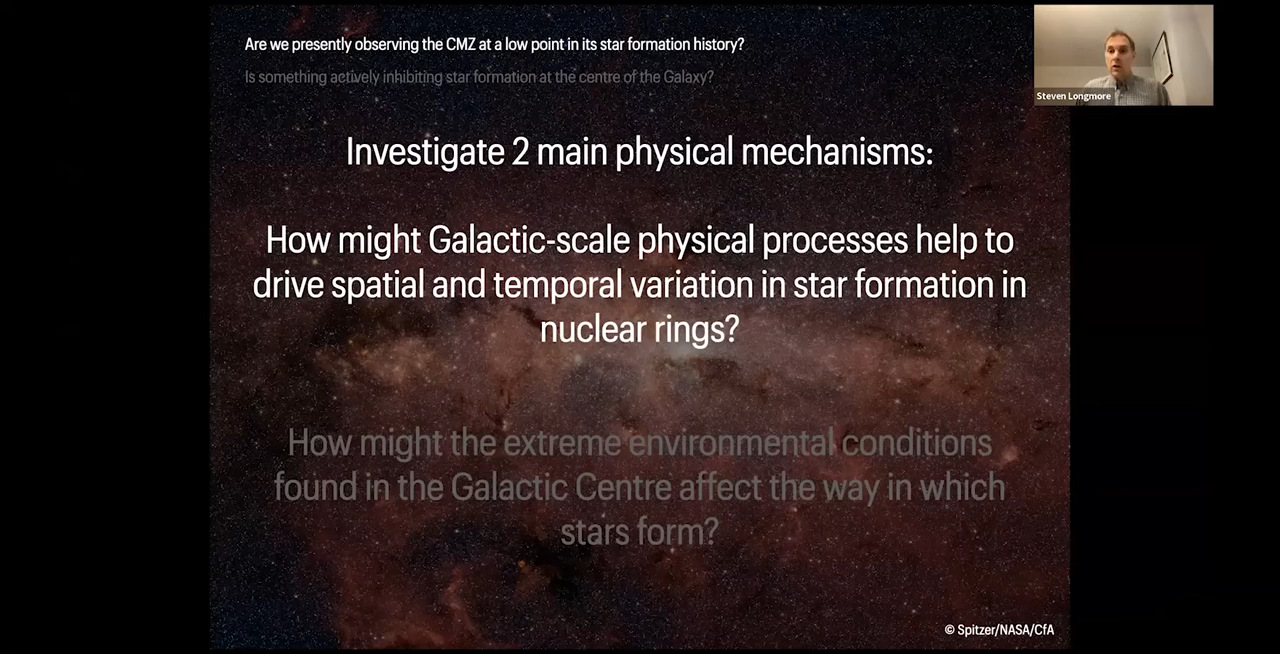 Are we presently observing the CMZ at a low point in its star formation history?
Is something actively inhibiting star formation at the centre of the Galaxy?
Steven Longmore
Investigate 2 main physical mechanisms:
How might Galactic-scale physical processes help to
drive spatial and temporal variation in star formation in
nuclear rings?
How might the extreme environmental conditions
found in the Galactic Centre affect the way in which
stars form?
© Spitzer/NASA/CfA